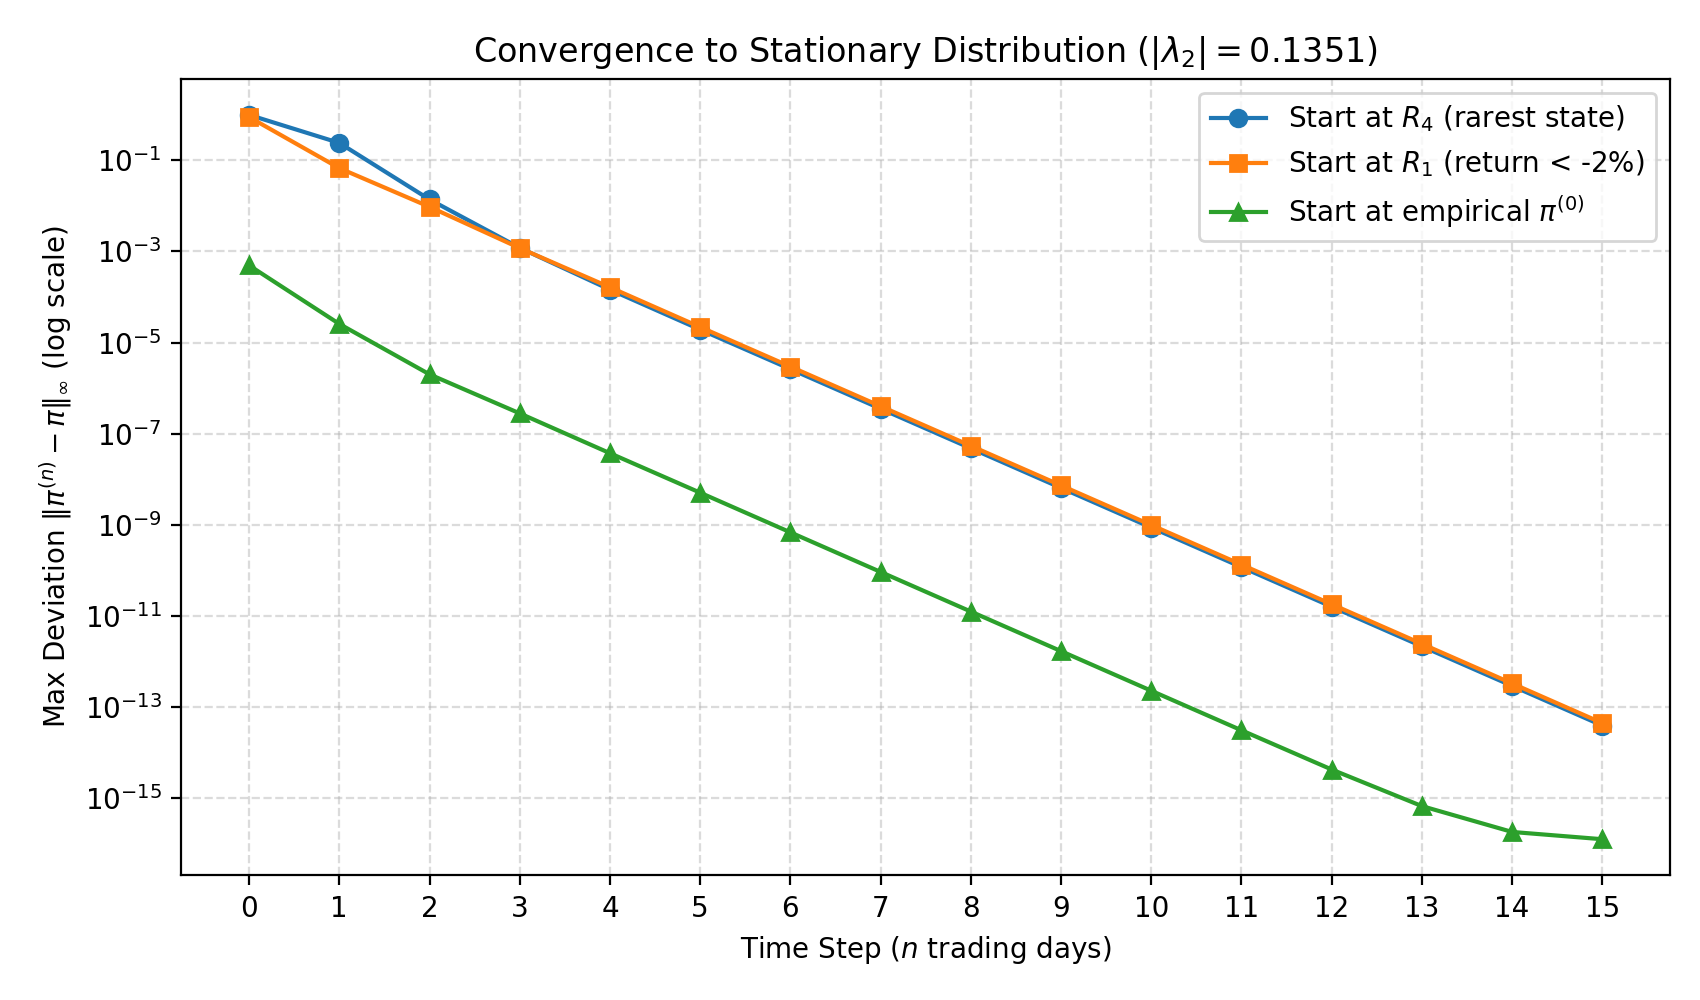 Convergence to Stationary Distribution (|λ₂| = 0.1351)
Start at R₄ (rarest state)
Start at R₁ (return < -2%)
Start at empirical π⁽⁰⁾
Max Deviation ‖π⁽ⁿ⁾ − π‖∞ (log scale)
10⁻¹
10⁻³
10⁻⁵
10⁻⁷
10⁻⁹
10⁻¹¹
10⁻¹³
10⁻¹⁵
0 1 2 3 4 5 6 7 8 9 10 11 12 13 14 15
Time Step (n trading days)